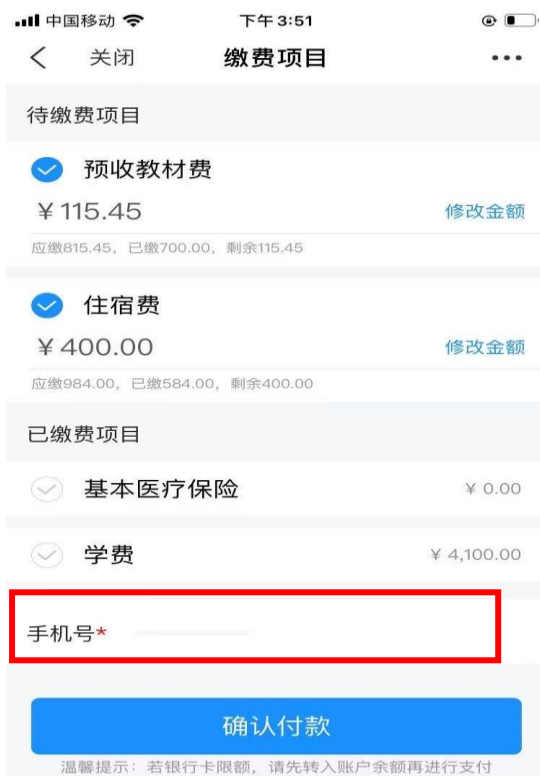 中国移动 下午3:51
关闭 缴费项目
待缴费项目
预收教材费
¥115.45 修改金额
应缴815.45，已缴700.00，剩余115.45
住宿费
¥400.00 修改金额
应缴984.00，已缴584.00，剩余400.00
已缴费项目
基本医疗保险 ¥ 0.00
学费 ¥ 4,100.00
手机号*
确认付款
温馨提示：若银行卡限额，请先转入账户余额再进行支付